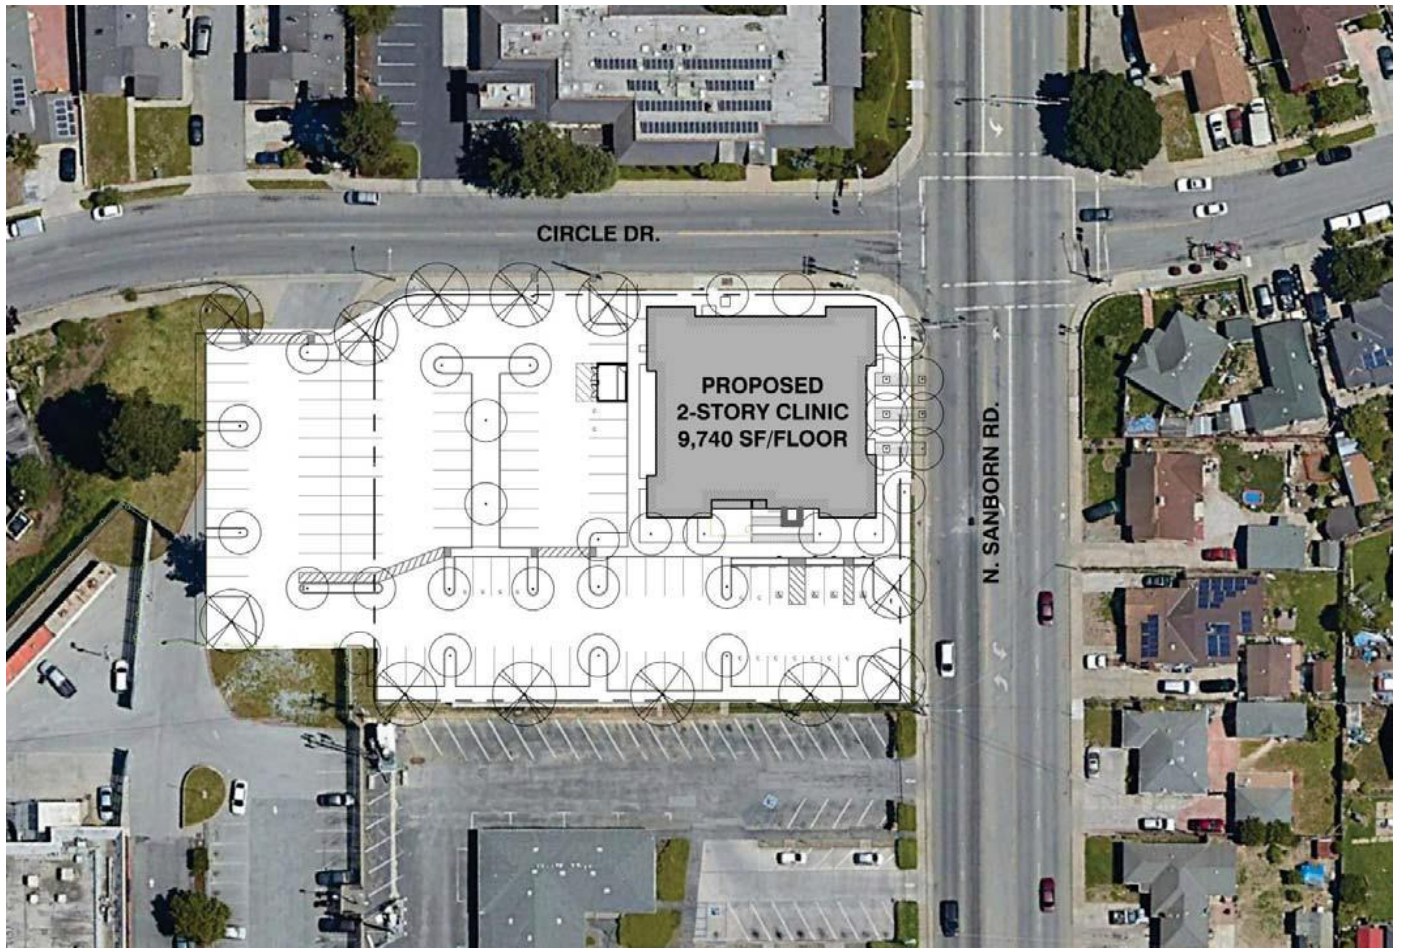 CIRCLE DR.
PROPOSED
2-STORY CLINIC
9,740 SF/FLOOR
N. SANBORN RD.